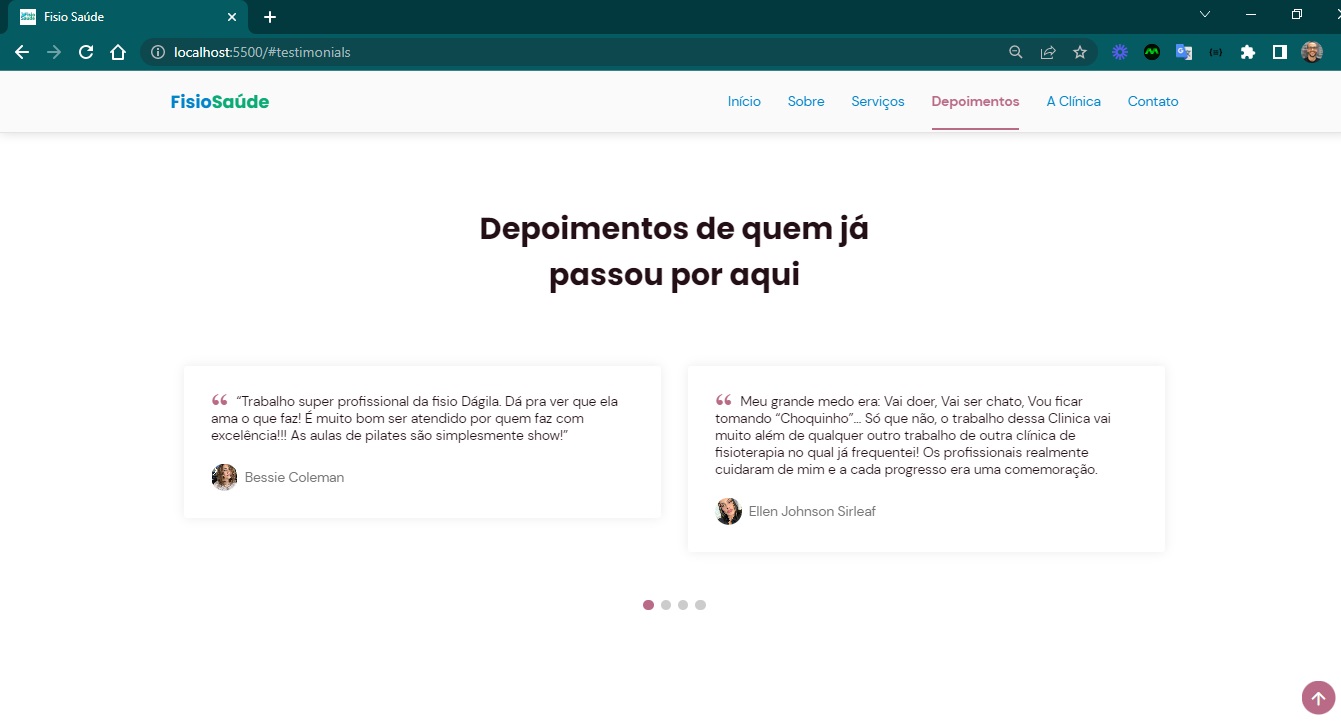 Fisio Saúde
localhost:5500/#testimonials
FisioSaúde
Início Sobre Serviços Depoimentos A Clínica Contato
Depoimentos de quem já
passou por aqui
“ “Trabalho super profissional da fisio Dágila. Dá pra ver que ela
ama o que faz! É muito bom ser atendido por quem faz com
excelência!!! As aulas de pilates são simplesmente show!”
Bessie Coleman
“ Meu grande medo era: Vai doer, Vai ser chato, Vou ficar
tomando “Choquinho”... Só que não, o trabalho dessa Clinica vai
muito além de qualquer outro trabalho de outra clínica de
fisioterapia no qual já frequentei! Os profissionais realmente
cuidaram de mim e a cada progresso era uma comemoração.
Ellen Johnson Sirleaf